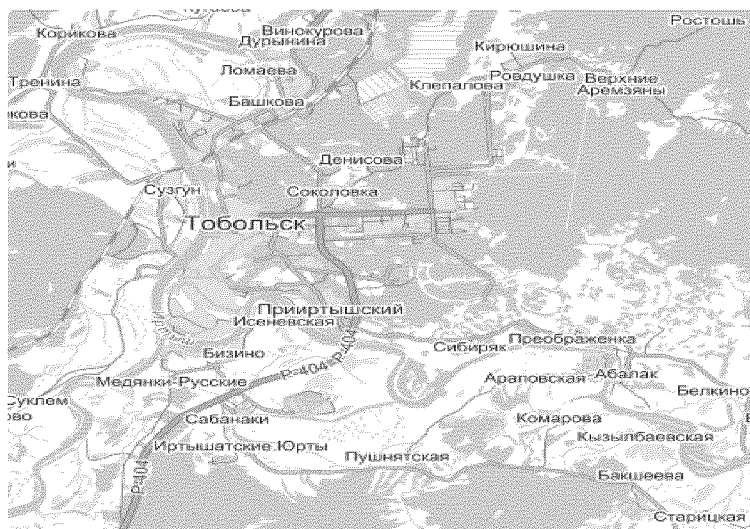 Ростошь
Корикова
Винокурова
Дурынина
Кирюшина
Ломаева
Ровдушка
Верхние
Аремзяны
Тренина
Клепалова
Башкова
Денисова
Сузгун
Соколовка
Тобольск
Прииртышский
Исеневская
Преображенка
Сибиряк
Бизино
Р-404
Р-404
Медянки-Русские
Араповская
Абалак
Белкино
Суклем
Сабанаки
Комарова
Кызылбаевская
Иртышатские Юрты
Пушнятская
Р-404
Бакшеева
Старицкая